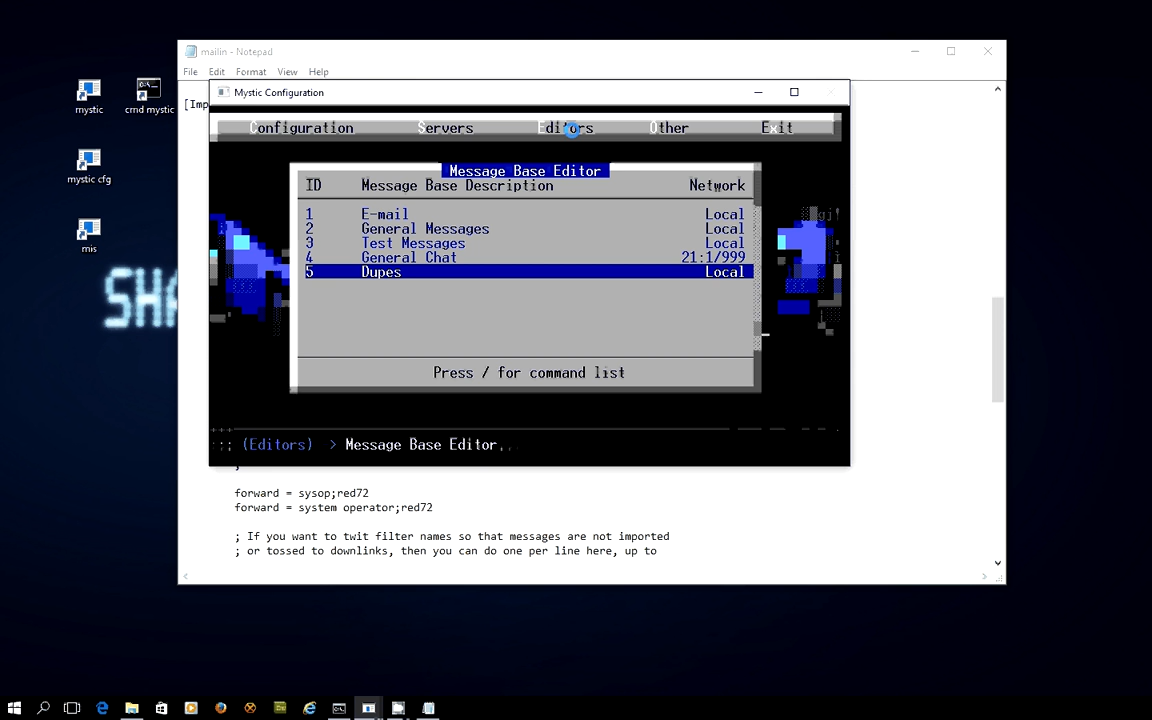 mailin - Notepad
File Edit Format View Help
[Imp
Mystic Configuration
Configuration Servers Editors Other Exit
Message Base Editor
ID Message Base Description Network
1 E-mail Local
2 General Messages Local
3 Test Messages Local
4 General Chat 21:1/999
5 Dupes Local
Press / for command list
(Editors) > Message Base Editor
forward = sysop;red72
forward = system operator;red72
; If you want to twit filter names so that messages are not imported
; or tossed to downlinks, then you can do one per line here, up to
mystic
cmd mystic
mystic cfg
mis
SHA